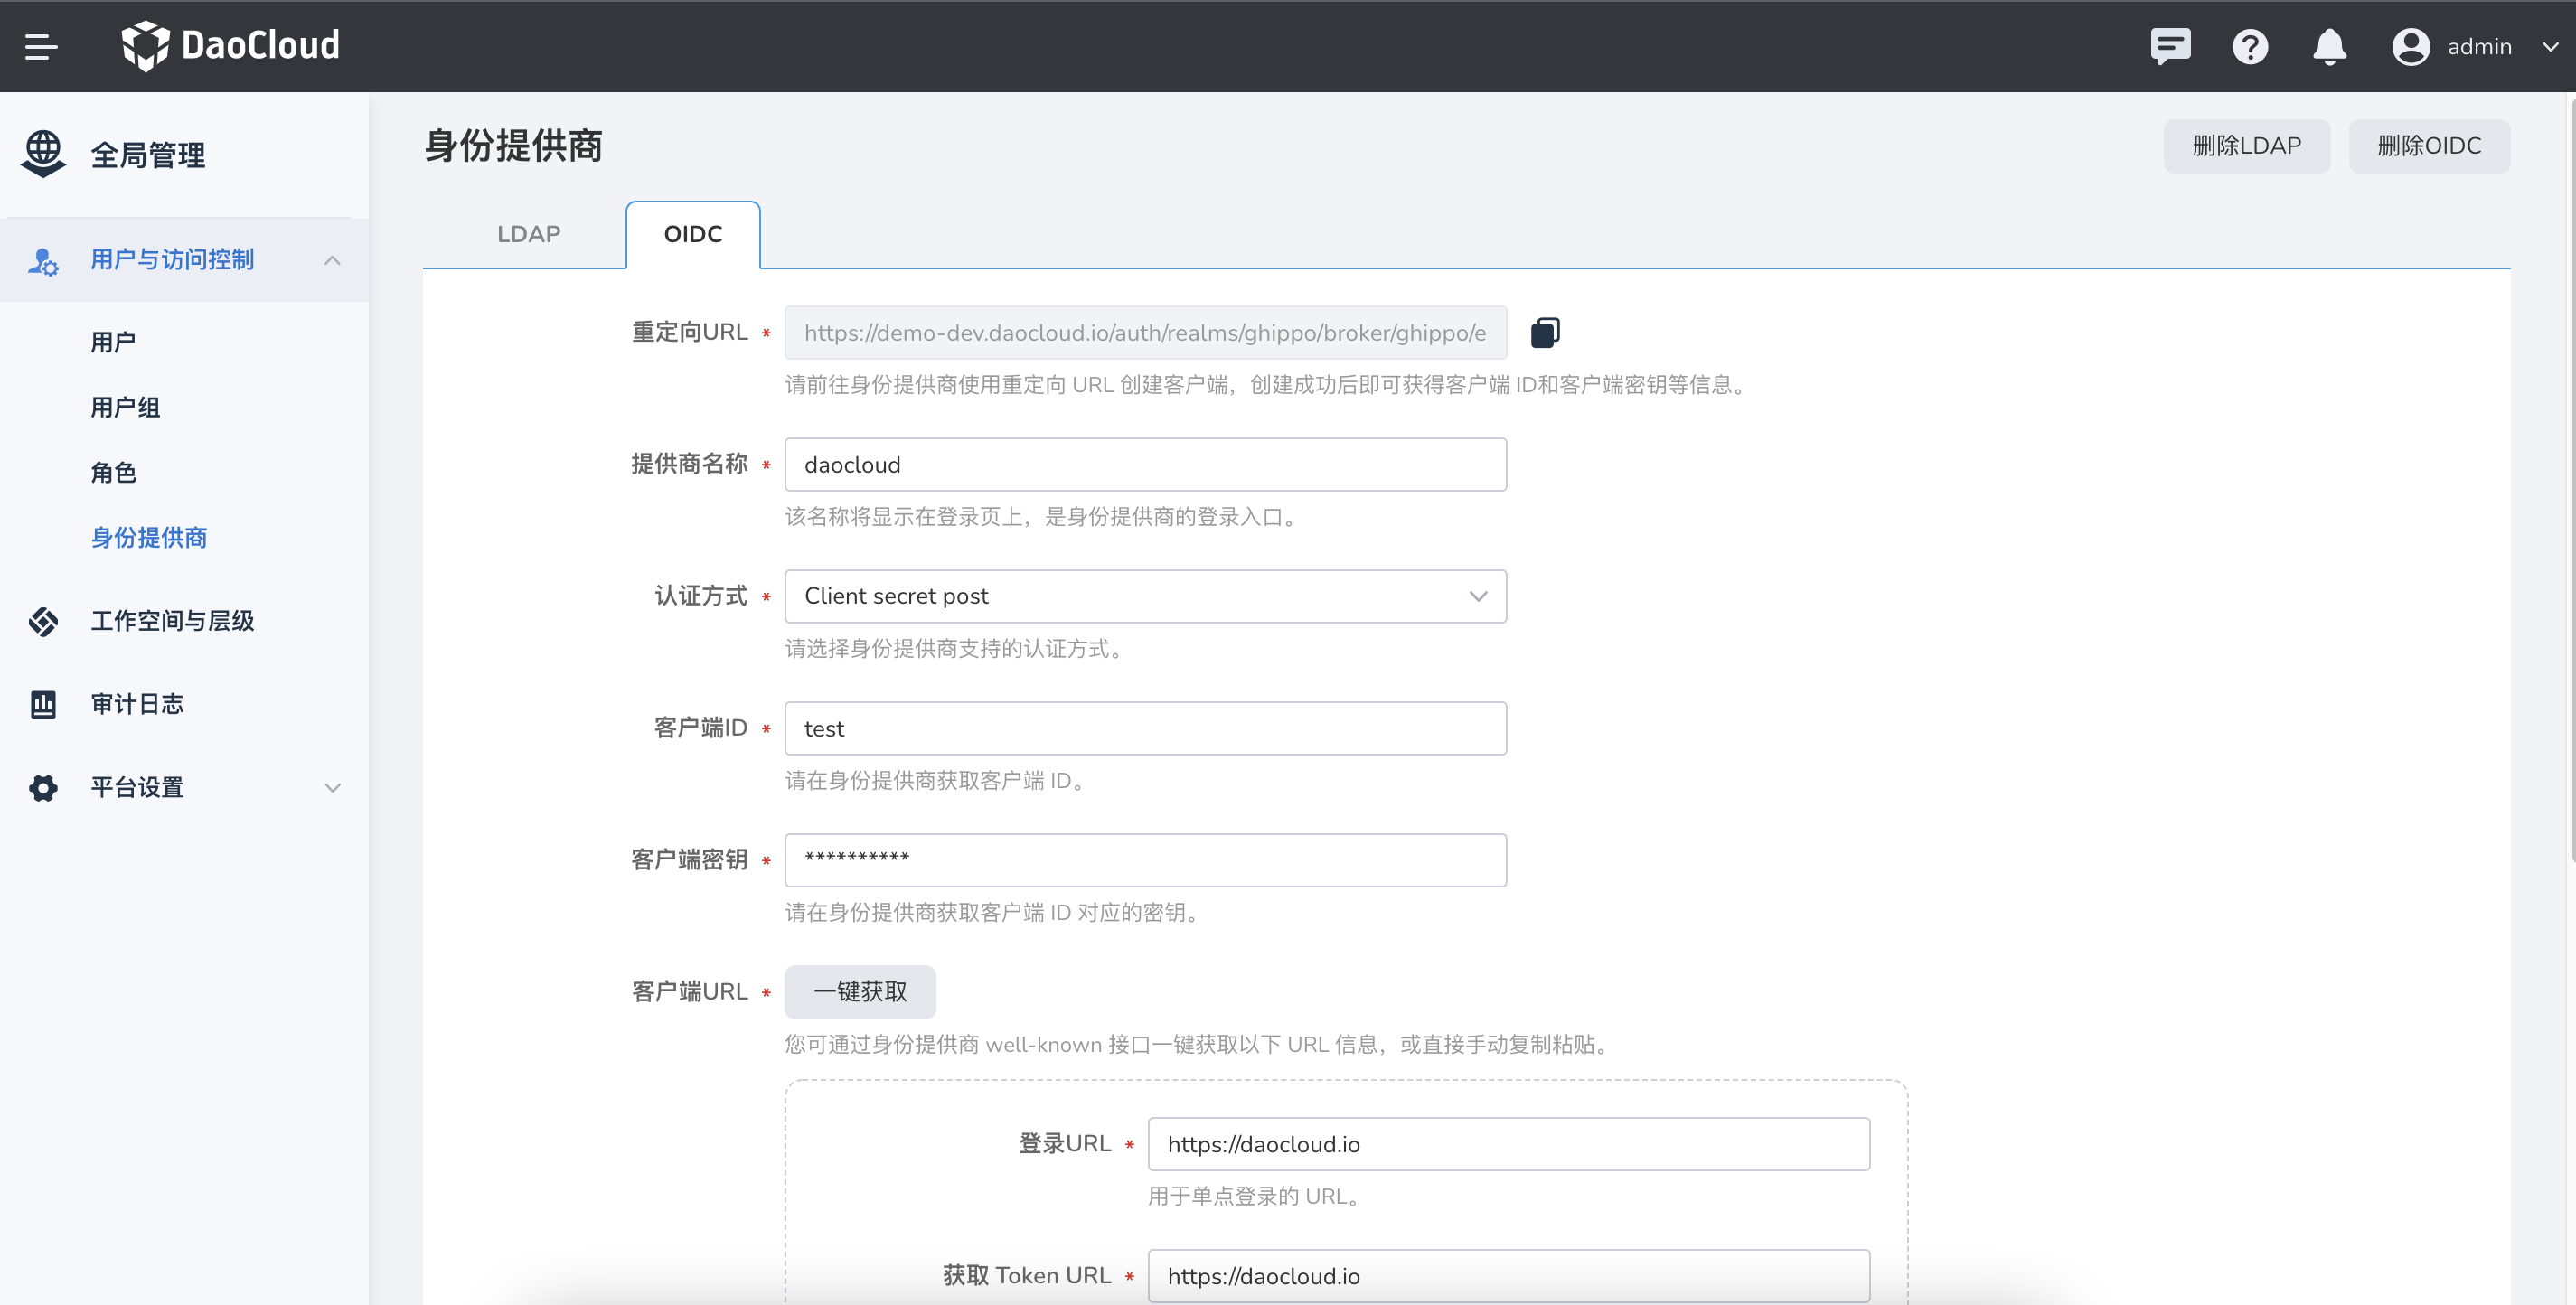 DaoCloud
admin
全局管理
用户与访问控制
用户
用户组
角色
身份提供商
工作空间与层级
审计日志
平台设置
身份提供商
删除LDAP
删除OIDC
LDAP
OIDC
重定向URL *
https://demo-dev.daocloud.io/auth/realms/ghippo/broker/ghippo/e
请前往身份提供商使用重定向 URL 创建客户端，创建成功后即可获得客户端 ID和客户端密钥等信息。
提供商名称 *
daocloud
该名称将显示在登录页上，是身份提供商的登录入口。
认证方式 *
Client secret post
请选择身份提供商支持的认证方式。
客户端ID *
test
请在身份提供商获取客户端 ID。
客户端密钥 *
**********
请在身份提供商获取客户端 ID 对应的密钥。
客户端URL *
一键获取
您可通过身份提供商 well-known 接口一键获取以下 URL 信息，或直接手动复制粘贴。
登录URL *
https://daocloud.io
用于单点登录的 URL。
获取 Token URL *
https://daocloud.io